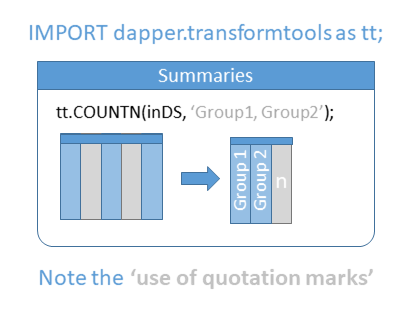 IMPORT dapper.transformtools as tt;
Summaries
tt.COUNTN(inDS, ‘Group1, Group2’);
Group 1
Group 2
n
Note the ‘use of quotation marks’